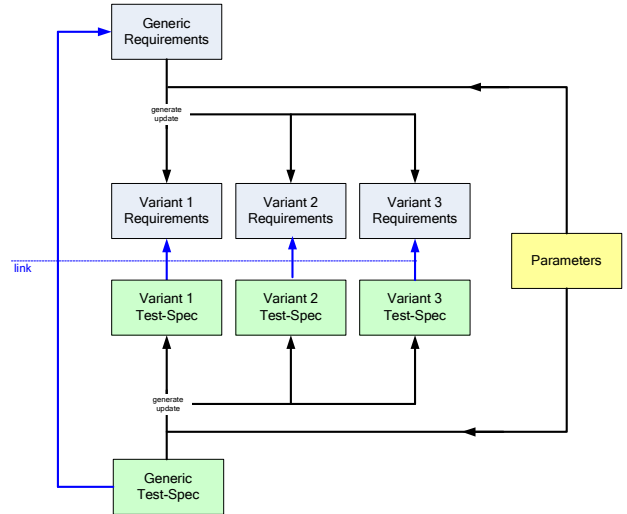 Generic
Requirements
generate
update
Variant 1
Requirements
Variant 2
Requirements
Variant 3
Requirements
Parameters
link
Variant 1
Test-Spec
Variant 2
Test-Spec
Variant 3
Test-Spec
generate
update
Generic
Test-Spec